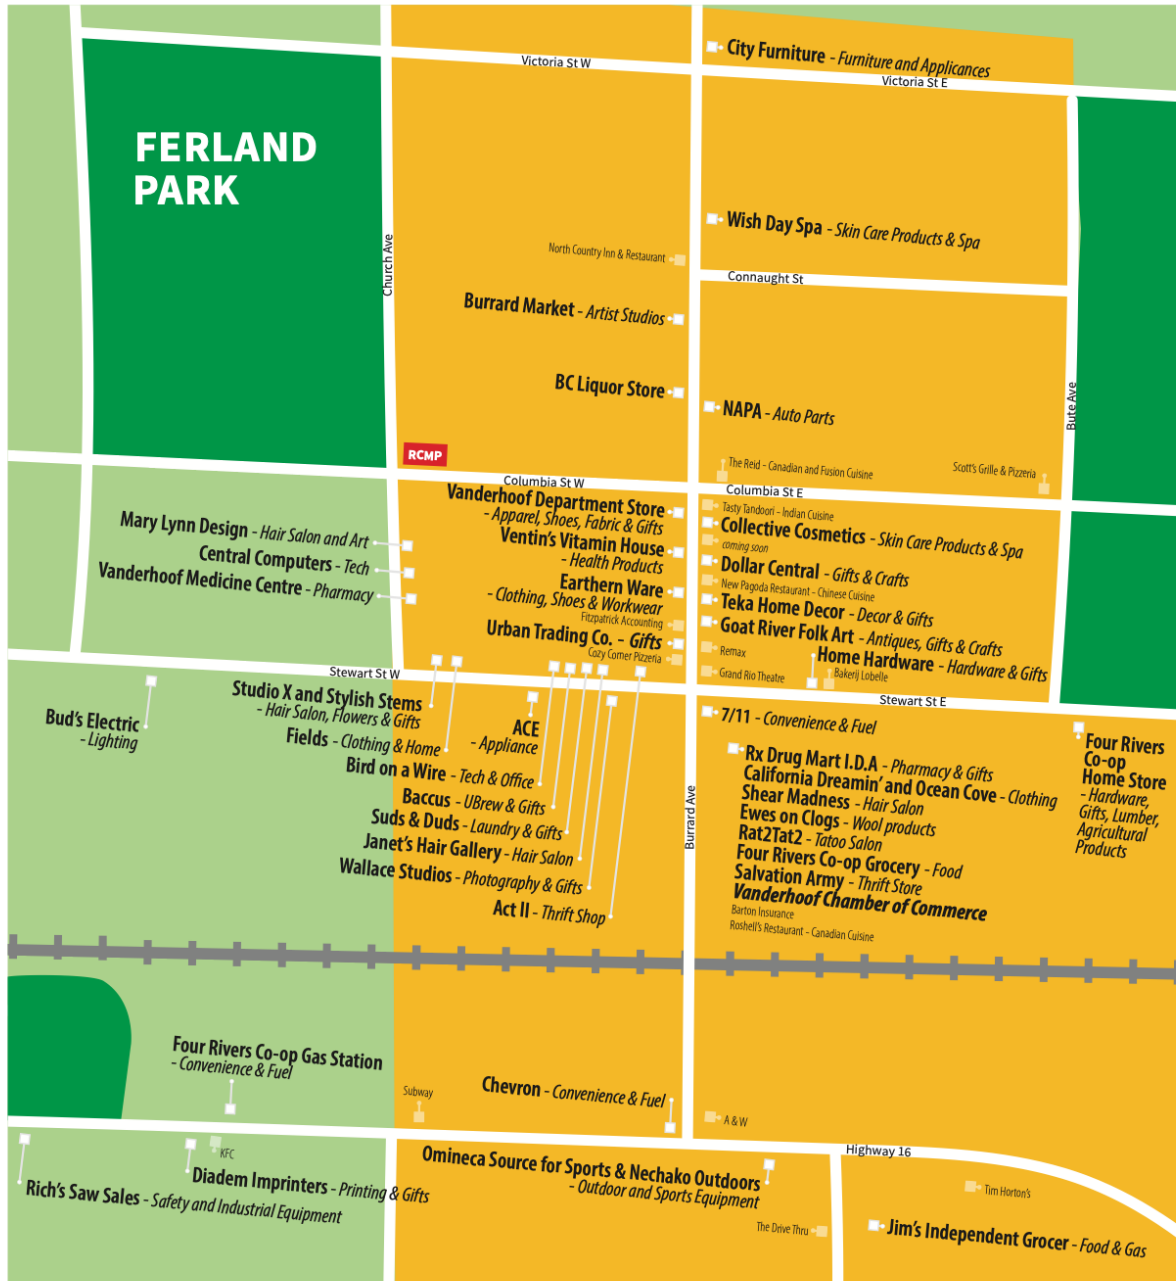 City Furniture - Furniture and Applicances
Victoria St W
Victoria St E
FERLAND
PARK
Church Ave
Wish Day Spa - Skin Care Products & Spa
North Country Inn & Restaurant
Connaught St
Burrard Market - Artist Studios
BC Liquor Store
NAPA - Auto Parts
Bute Ave
RCMP
The Reid - Canadian and Fusion Cuisine
Scott's Grille & Pizzeria
Columbia St W
Columbia St E
Vanderhoof Department Store
- Apparel, Shoes, Fabric & Gifts
Ventin's Vitamin House
- Health Products
Earthern Ware
- Clothing, Shoes & Workwear
Fitzpatrick Accounting
Urban Trading Co. - Gifts
Cozy Corner Pizzeria
Mary Lynn Design - Hair Salon and Art
Central Computers - Tech
Vanderhoof Medicine Centre - Pharmacy
Tasty Tandoori - Indian Cuisine
Collective Cosmetics - Skin Care Products & Spa
coming soon
Dollar Central - Gifts & Crafts
New Pagoda Restaurant - Chinese Cuisine
Teka Home Decor - Decor & Gifts
Goat River Folk Art - Antiques, Gifts & Crafts
Remax
Home Hardware - Hardware & Gifts
Bakerij Lobelle
Grand Rio Theatre
Stewart St W
Stewart St E
Bud's Electric
- Lighting
Studio X and Stylish Stems
- Hair Salon, Flowers & Gifts
Fields - Clothing & Home
ACE
- Appliance
Bird on a Wire - Tech & Office
Baccus - UBrew & Gifts
Suds & Duds - Laundry & Gifts
Janet's Hair Gallery - Hair Salon
Wallace Studios - Photography & Gifts
Act II - Thrift Shop
Burrard Ave
7/11 - Convenience & Fuel
Rx Drug Mart I.D.A - Pharmacy & Gifts
California Dreamin' and Ocean Cove - Clothing
Shear Madness - Hair Salon
Ewes on Clogs - Wool products
Rat2Tat2 - Tatoo Salon
Four Rivers Co-op Grocery - Food
Salvation Army - Thrift Store
Vanderhoof Chamber of Commerce
Barton Insurance
Roshell's Restaurant - Canadian Cuisine
Four Rivers
Co-op
Home Store
- Hardware,
Gifts, Lumber,
Agricultural
Products
Four Rivers Co-op Gas Station
- Convenience & Fuel
Subway
Chevron - Convenience & Fuel
A & W
Highway 16
KFC
Diadem Imprinters - Printing & Gifts
Rich's Saw Sales - Safety and Industrial Equipment
Omineca Source for Sports & Nechako Outdoors
- Outdoor and Sports Equipment
The Drive Thru
Tim Horton's
Jim's Independent Grocer - Food & Gas